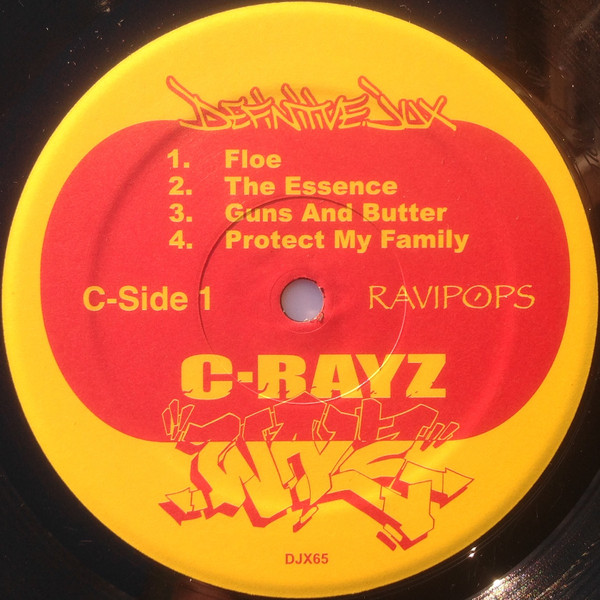 DEFINITIVE JUX
1. Floe
2. The Essence
3. Guns And Butter
4. Protect My Family
C-Side 1
RAVIPOPS
C-RAYZ
WALZ
DJX65